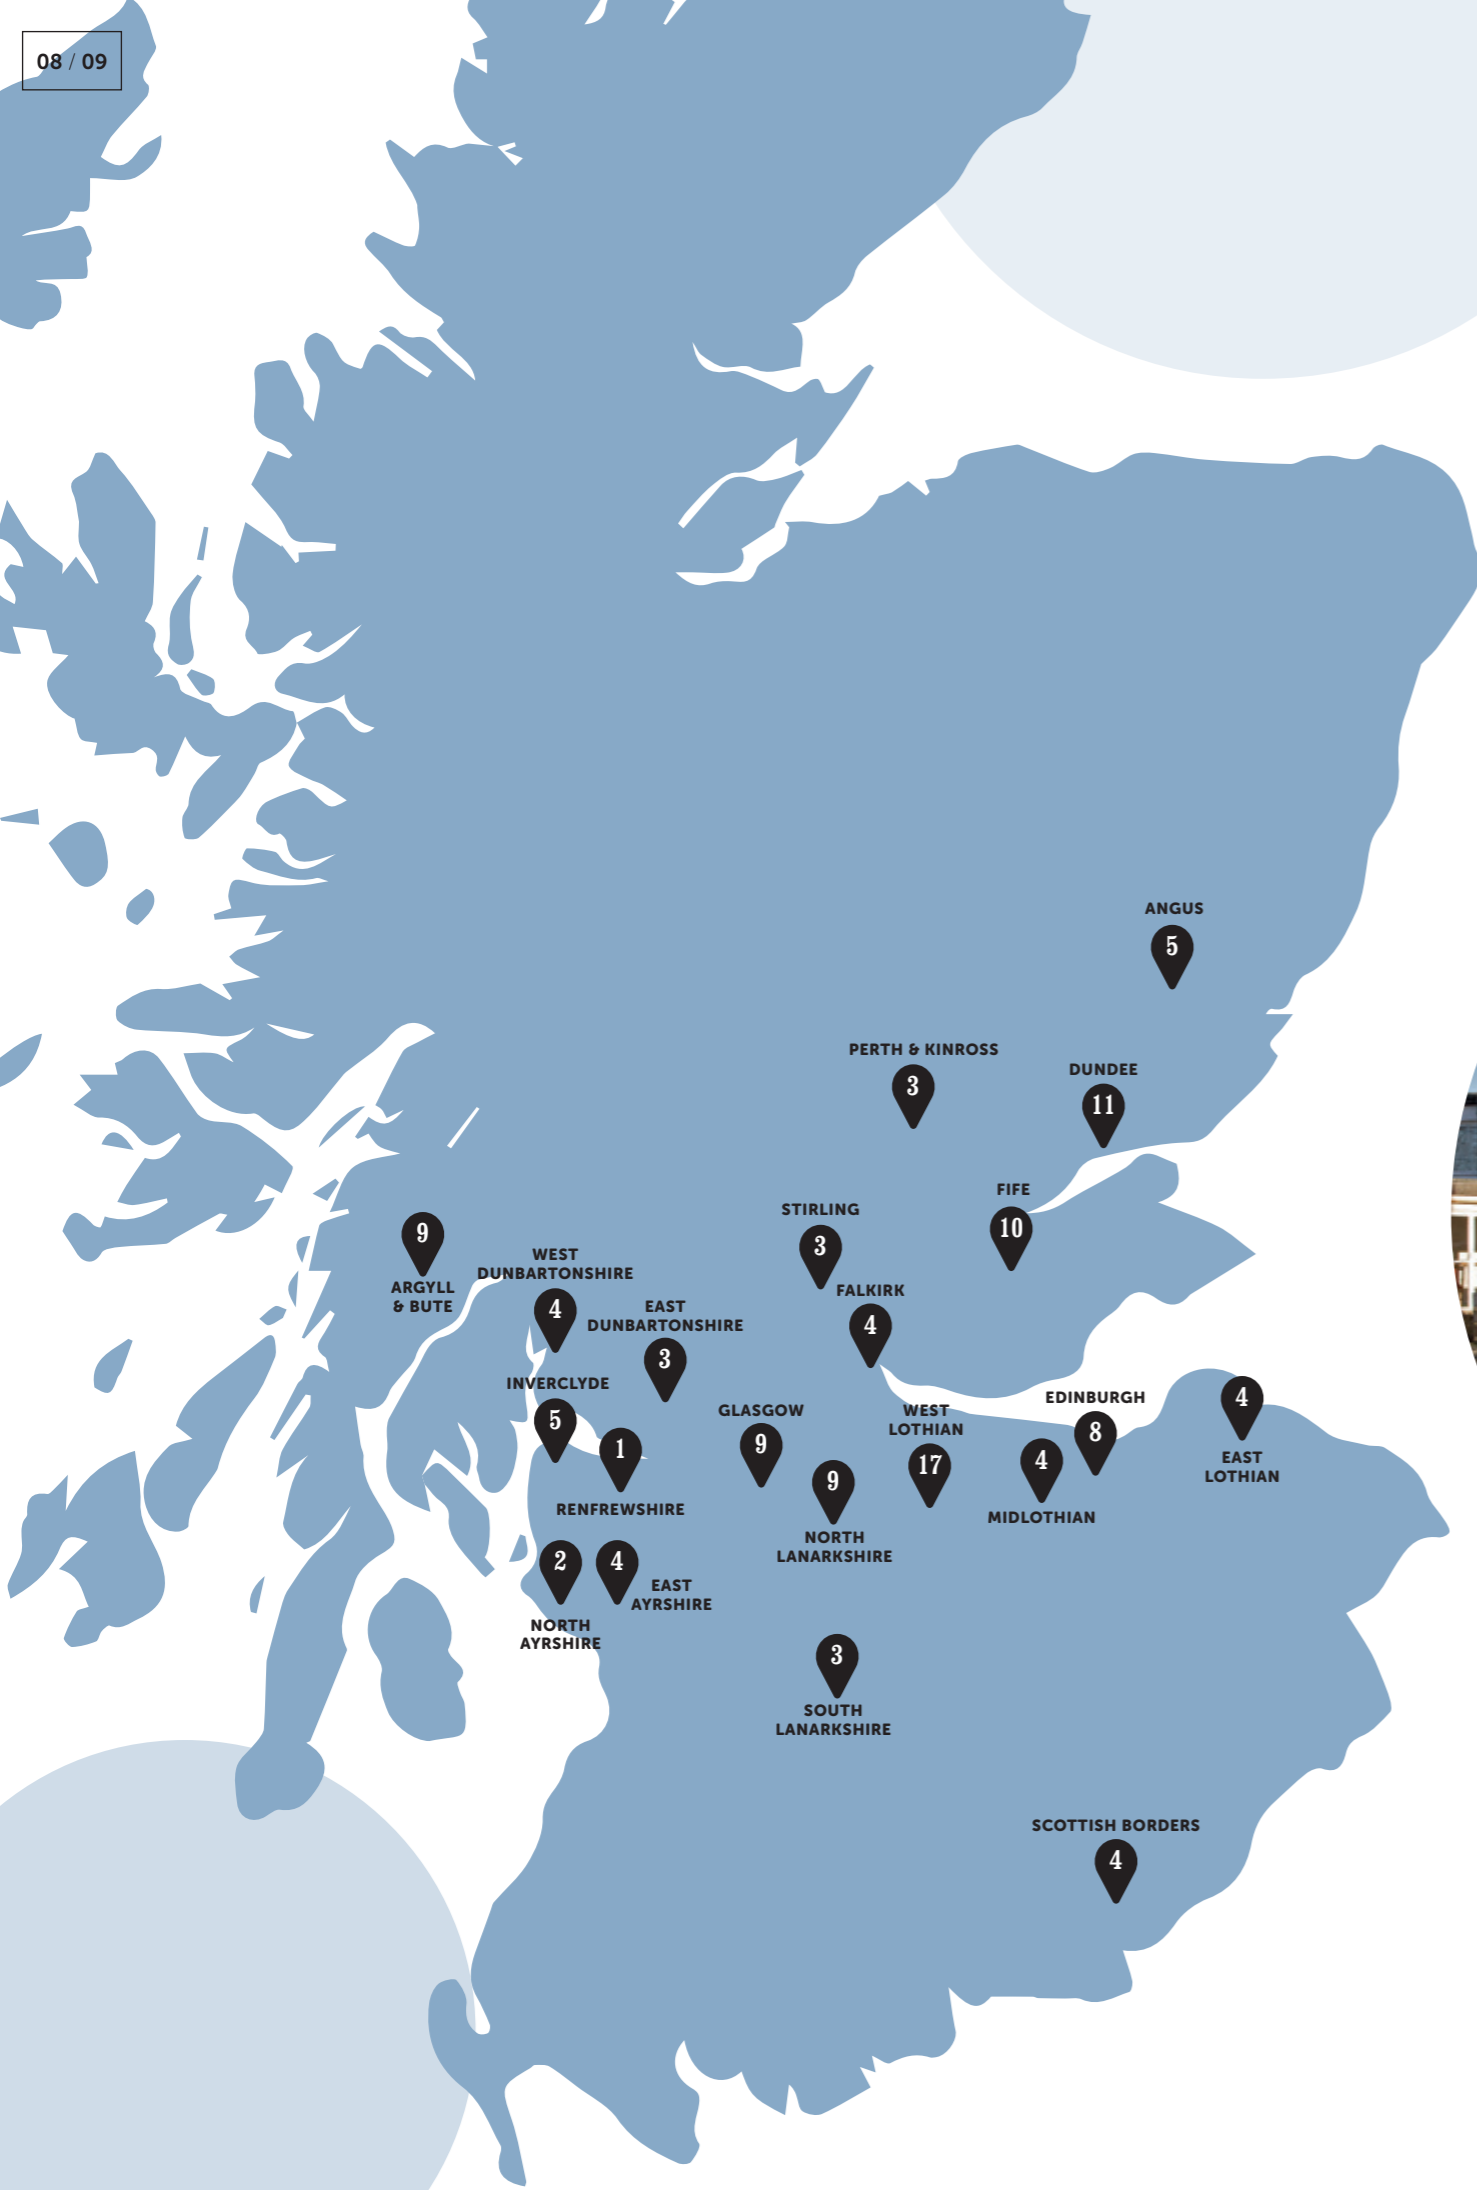 08 / 09
ANGUS
5
PERTH & KINROSS
3
DUNDEE
11
FIFE
10
STIRLING
3
9
ARGYLL
& BUTE
WEST
DUNBARTONSHIRE
4
FALKIRK
4
EAST
DUNBARTONSHIRE
3
INVERCLYDE
5
1
RENFREWSHIRE
GLASGOW
9
9
NORTH
LANARKSHIRE
WEST
LOTHIAN
17
EDINBURGH
8
4
MIDLOTHIAN
4
EAST
LOTHIAN
2
NORTH
AYRSHIRE
4
EAST
AYRSHIRE
3
SOUTH
LANARKSHIRE
SCOTTISH BORDERS
4